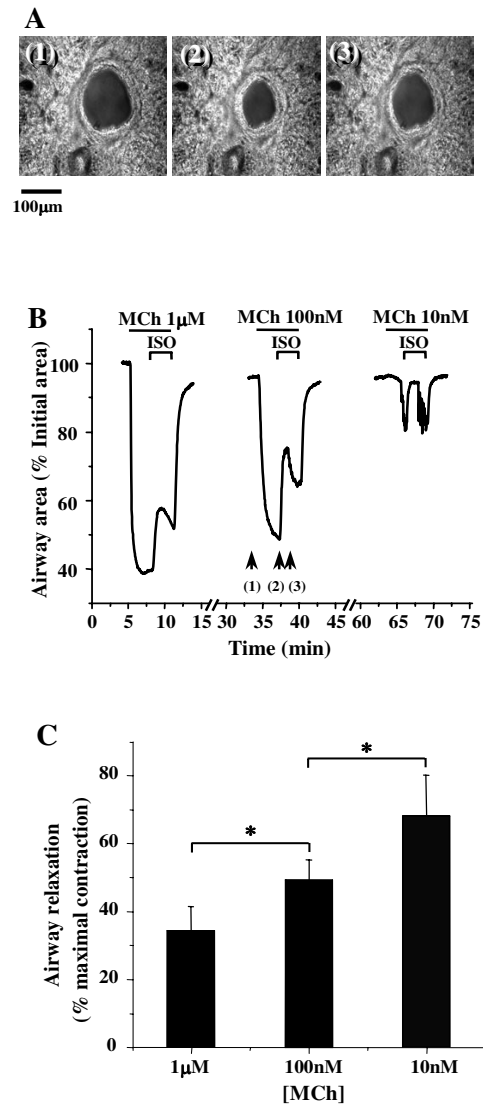 A
(1) (2) (3)
100μm
B
MCh 1μM MCh 100nM MCh 10nM
ISO ISO ISO
Airway area (% Initial area)
100
80
60
40
(1) (2) (3)
0 5 10 15 30 35 40 45 60 65 70 75
Time (min)
C
* *
Airway relaxation
(% maximal contraction)
80
60
40
20
0
1μM 100nM 10nM
[MCh]